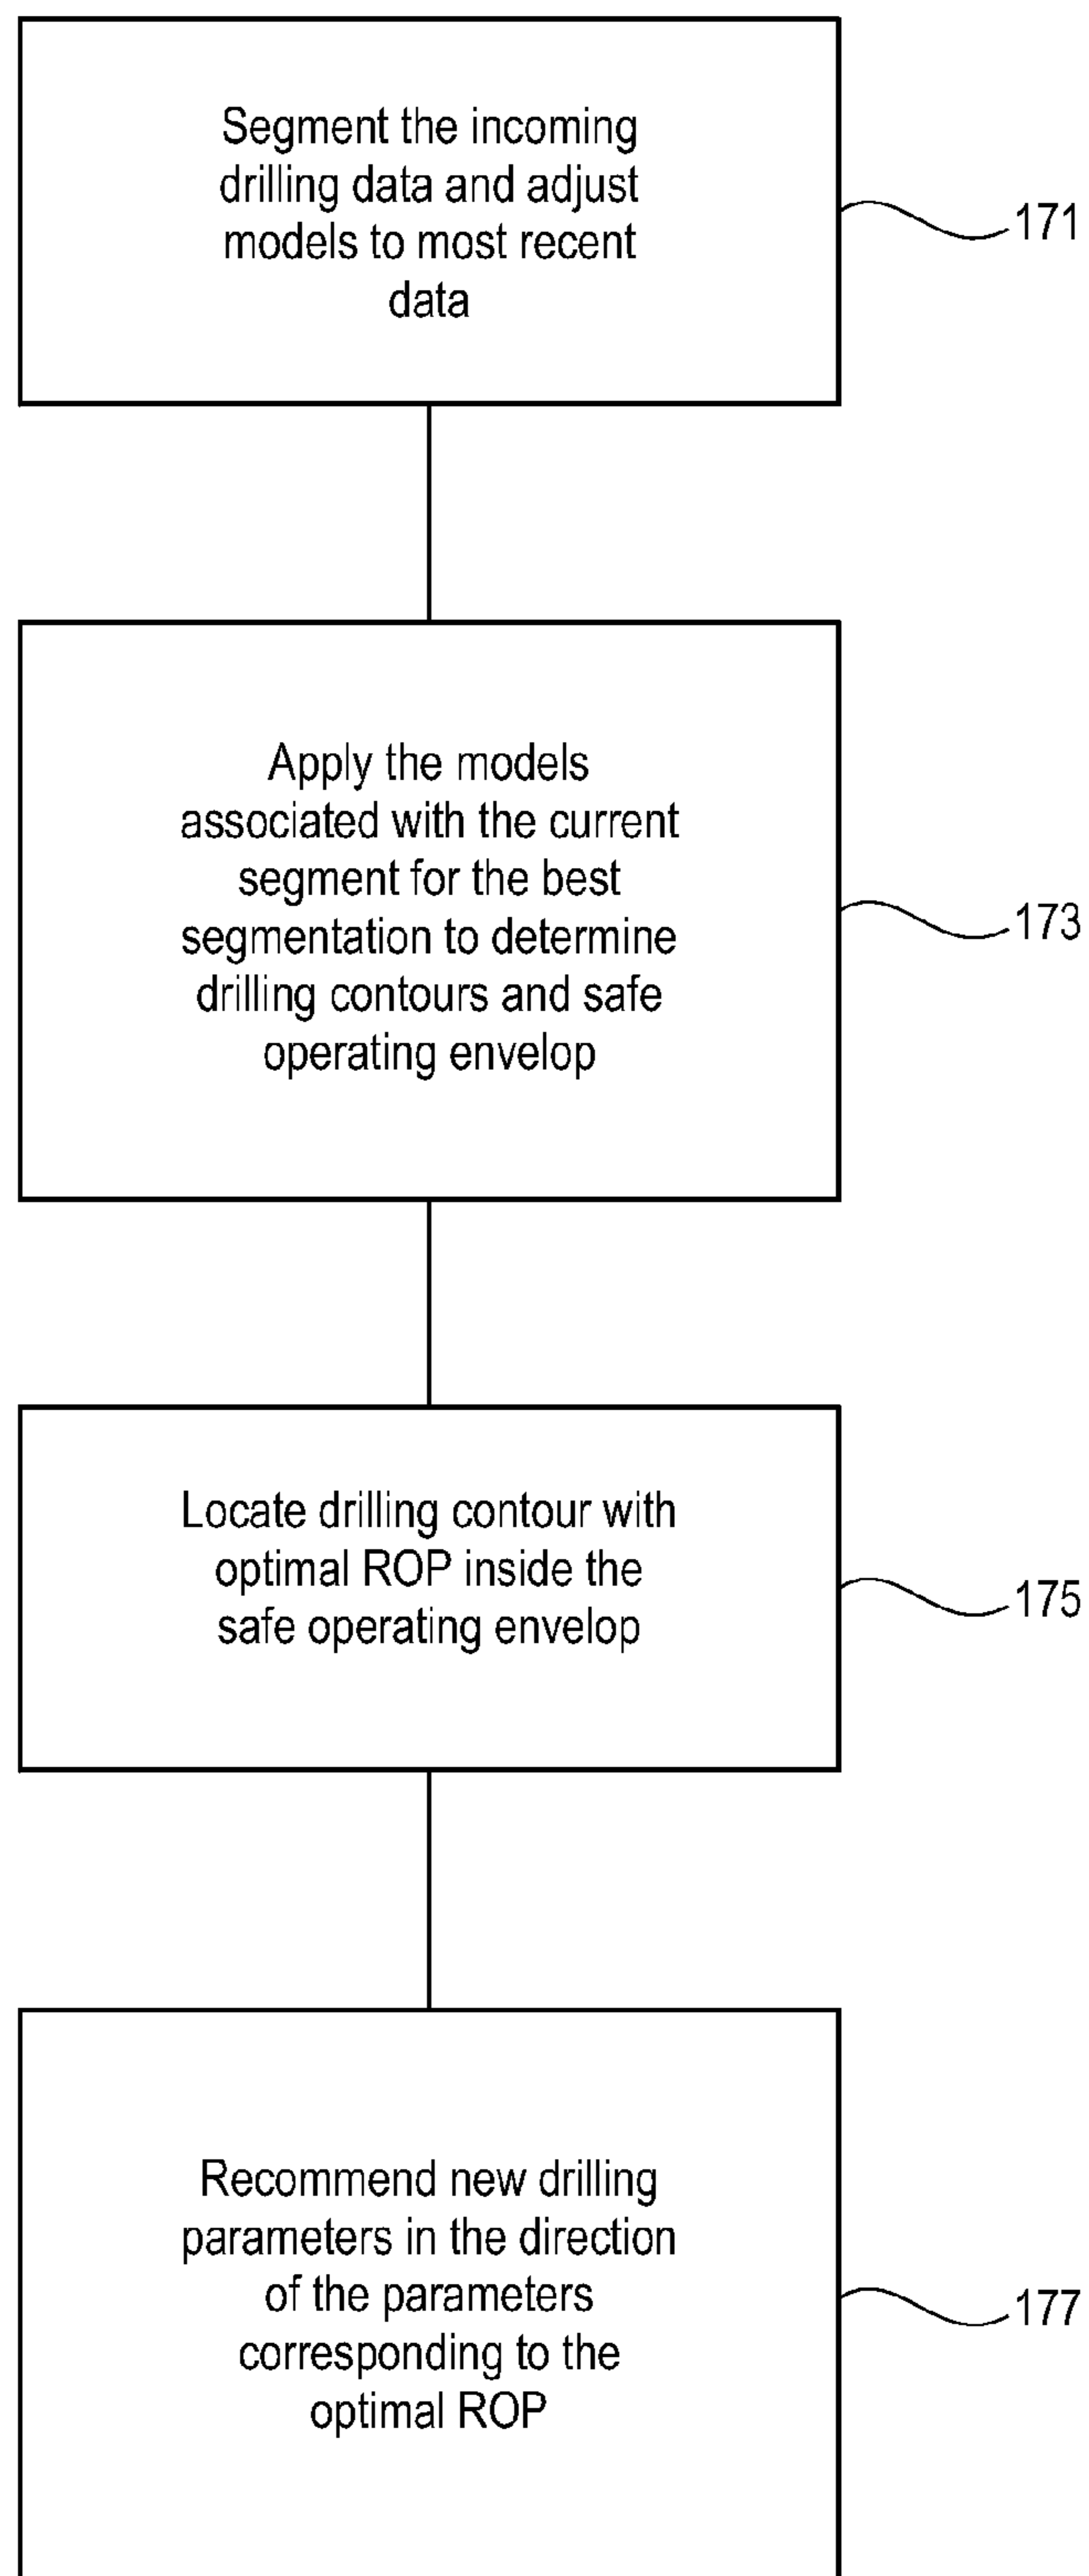 Segment the incoming
drilling data and adjust
models to most recent
data
171
Apply the models
associated with the current
segment for the best
segmentation to determine
drilling contours and safe
operating envelop
173
Locate drilling contour with
optimal ROP inside the
safe operating envelop
175
Recommend new drilling
parameters in the direction
of the parameters
corresponding to the
optimal ROP
177